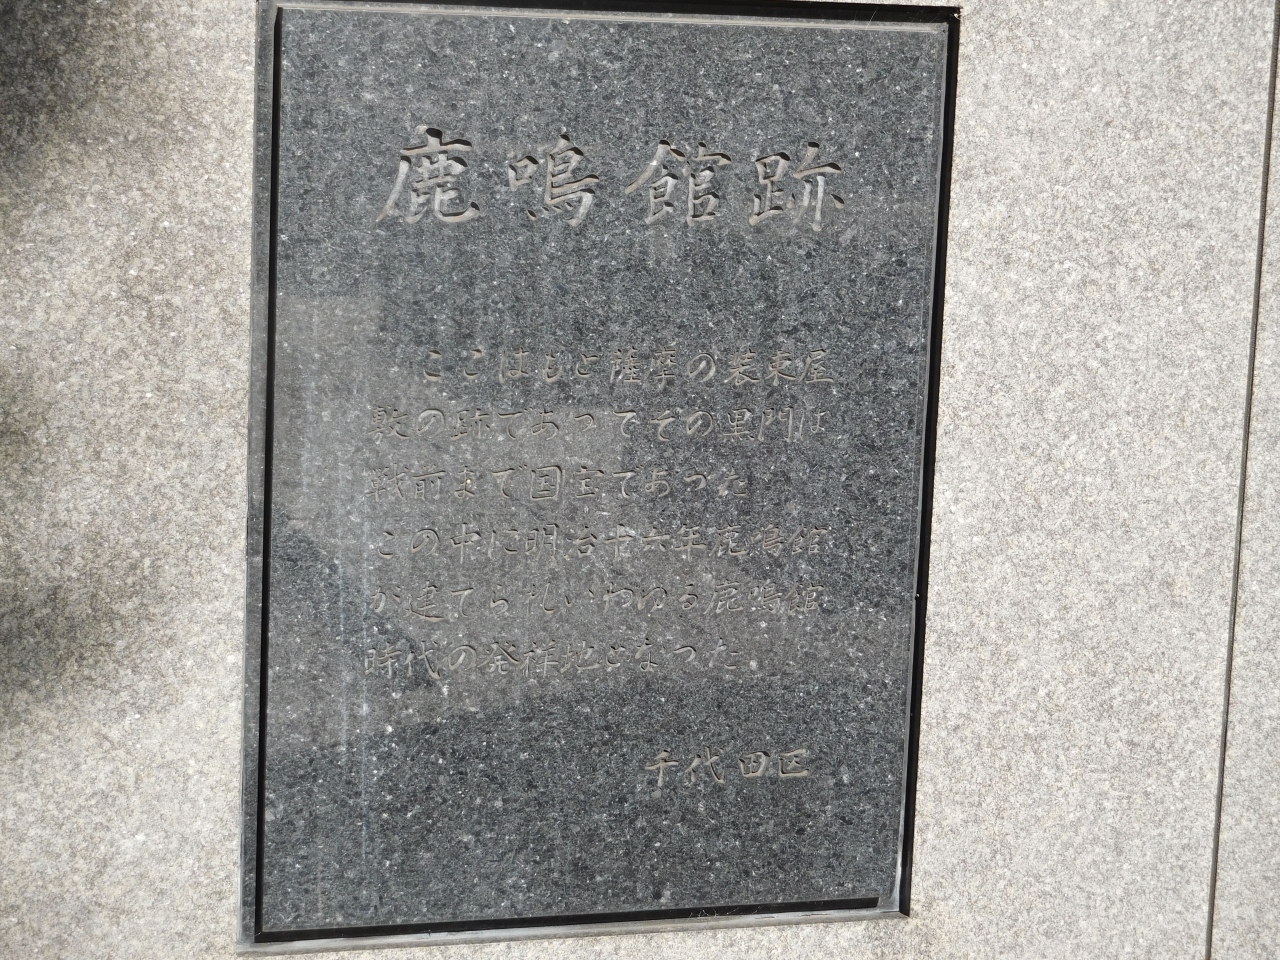 鹿鳴館跡
ここはもと薩摩の装束屋
敷の跡であつてその黒門は
戦前まで国宝であつた
この中に明治十六年鹿鳴館
が建てられいわゆる鹿鳴館
時代の発祥地となつた。
千代田区